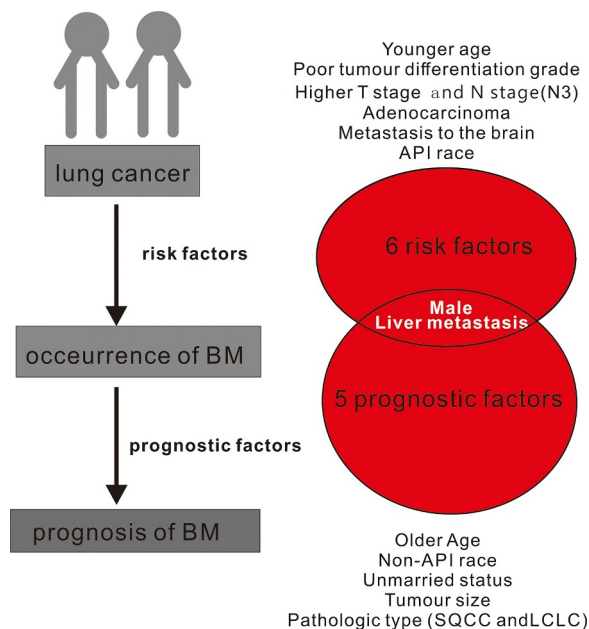 lung cancer
risk factors
occeurrence of BM
prognostic factors
prognosis of BM
Younger age
Poor tumour differentiation grade
Higher T stage and N stage(N3)
Adenocarcinoma
Metastasis to the brain
API race
6 risk factors
Male
Liver metastasis
5 prognostic factors
Older Age
Non-API race
Unmarried status
Tumour size
Pathologic type (SQCC andLCLC)